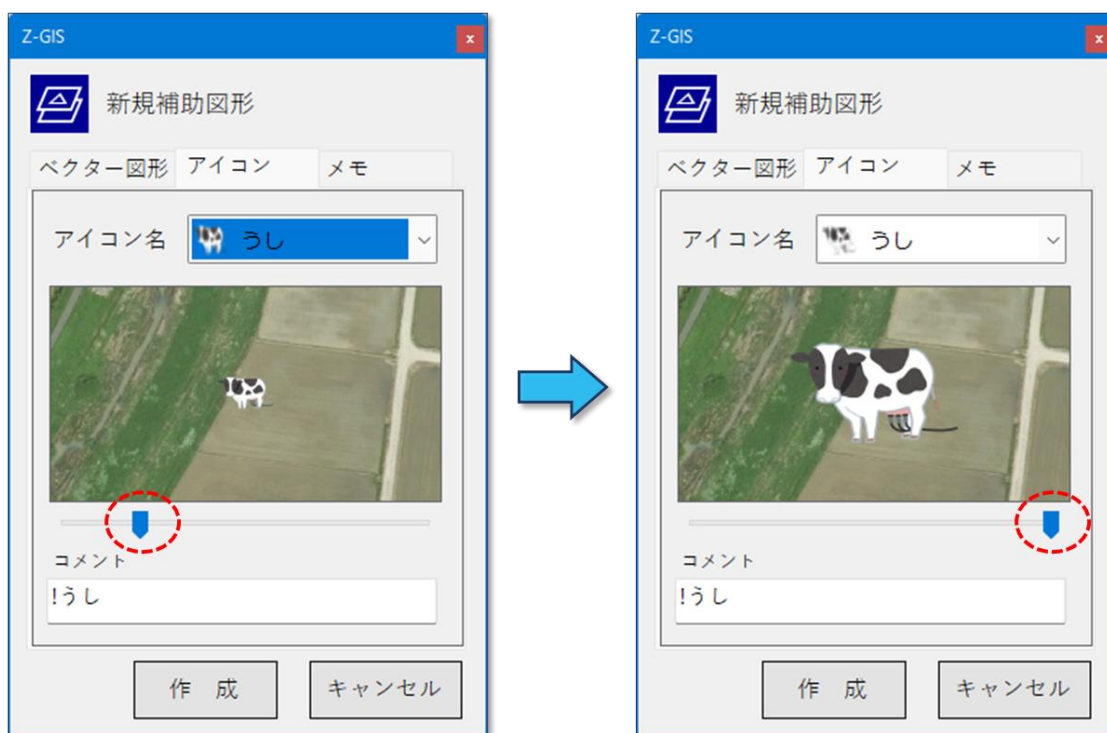 Z-GIS
x
新規補助図形
ベクター図形 アイコン メモ
アイコン名 うし
コメント
!うし
作 成 キャンセル
Z-GIS
x
新規補助図形
ベクター図形 アイコン メモ
アイコン名 うし
コメント
!うし
作 成 キャンセル